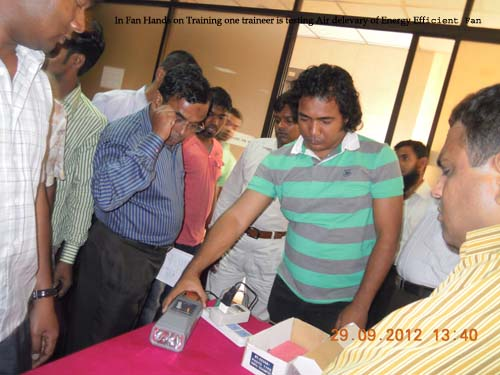 In Fan Hands on Training one traineer is testing Air delevary of Energy Efficient Fan
29.09.2012 13:40